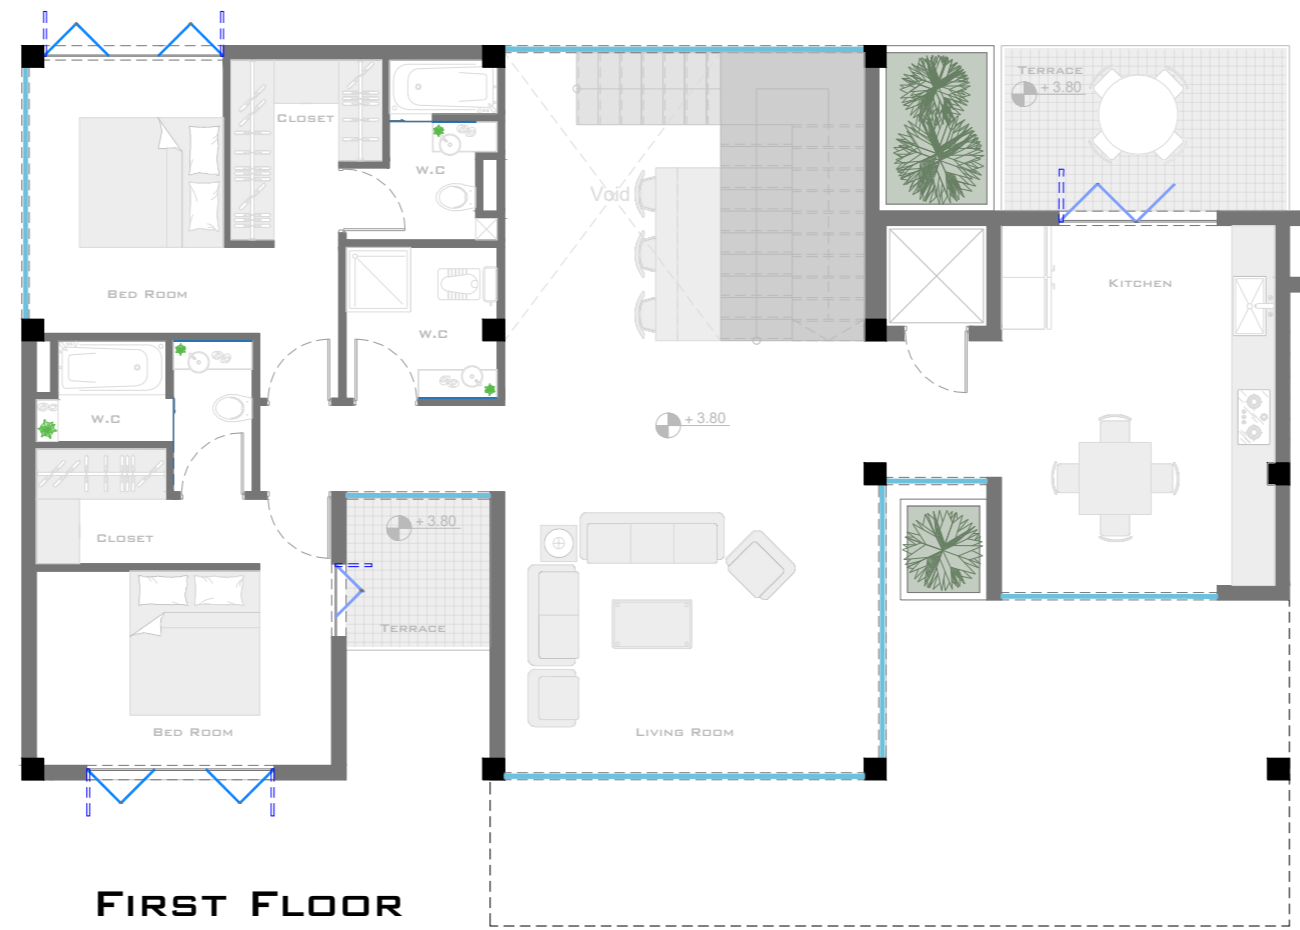 Terrace
+ 3.80
Closet
W.C
Void
Bed Room
Kitchen
W.C
W.C
+ 3.80
+ 3.80
Closet
Terrace
Bed Room
Living Room
First Floor